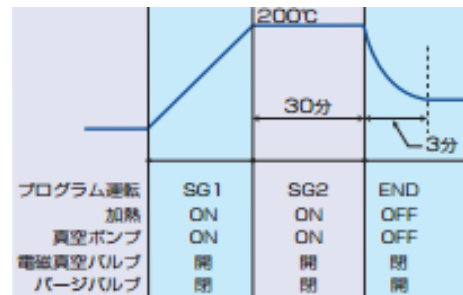 200℃
30分
3分
プログラム運転 SG1 SG2 END
加熱 ON ON OFF
真空ポンプ ON ON OFF
電磁真空バルブ 開 開 閉
パージバルブ 閉 閉 開